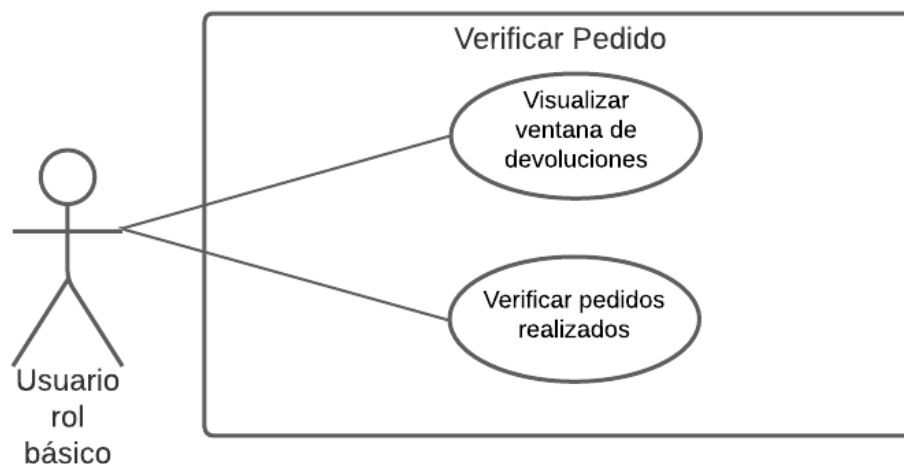 Verificar Pedido
Visualizar
ventana de
devoluciones
Verificar pedidos
realizados
Usuario
rol
básico